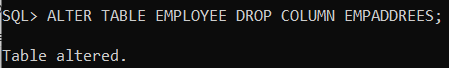 SQL> ALTER TABLE EMPLOYEE DROP COLUMN EMPADDREES;
Table altered.